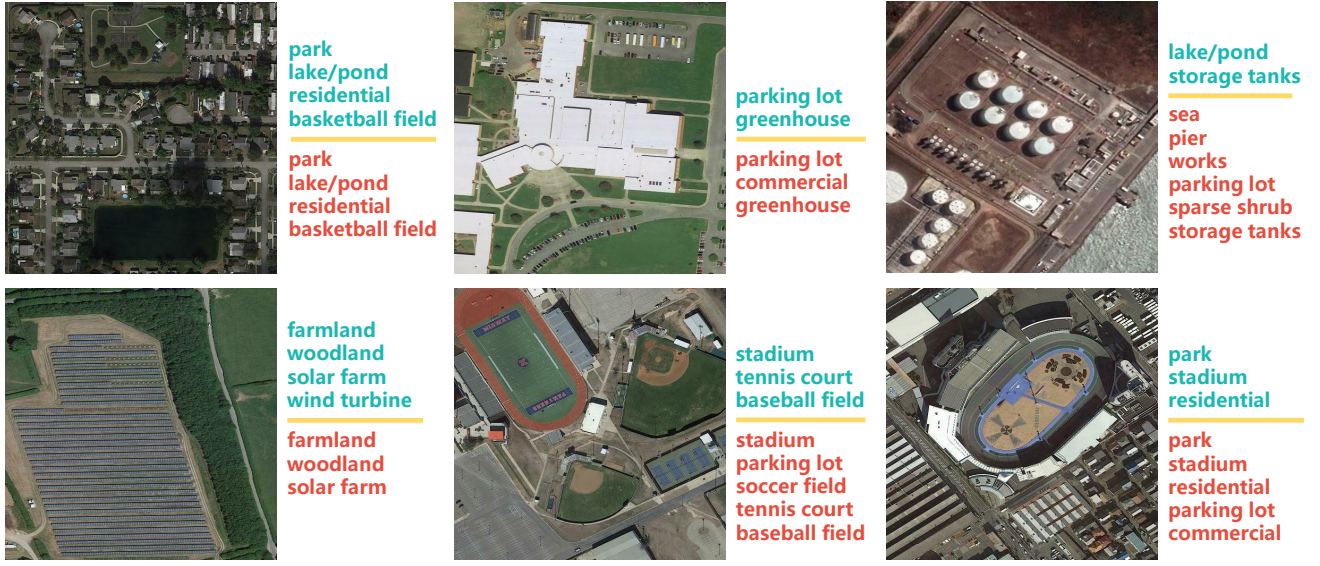 park
lake/pond
residential
basketball field
park
lake/pond
residential
basketball field
parking lot
greenhouse
parking lot
commercial
greenhouse
lake/pond
storage tanks
sea
pier
works
parking lot
sparse shrub
storage tanks
farmland
woodland
solar farm
wind turbine
farmland
woodland
solar farm
MIDWAY
PANTHERS
stadium
tennis court
baseball field
stadium
parking lot
soccer field
tennis court
baseball field
park
stadium
residential
park
stadium
residential
parking lot
commercial